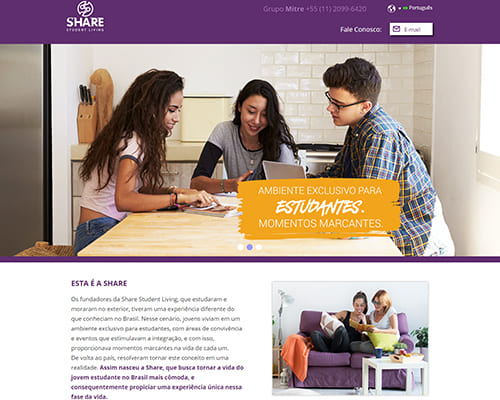 SHARE
STUDENT LIVING
Grupo Mitre +55 (11) 2099-6420
Português
Fale Conosco:
E-mail
AMBIENTE EXCLUSIVO PARA
ESTUDANTES.
MOMENTOS MARCANTES.
ESTA É A SHARE
Os fundadores da Share Student Living, que estudaram e
moraram no exterior, tiveram uma experiência diferente do
que conheciam no Brasil. Nesse cenário, jovens viviam em um
ambiente exclusivo para estudantes, com áreas de convivência
e eventos que estimulavam a integração, e com isso,
proporcionava momentos marcantes na vida de cada um.
De volta ao país, resolveram tornar este conceito em uma
realidade. Assim nasceu a Share, que busca tornar a vida do
jovem estudante no Brasil mais cômoda, e
consequentemente propiciar uma experiência única nessa
fase da vida.